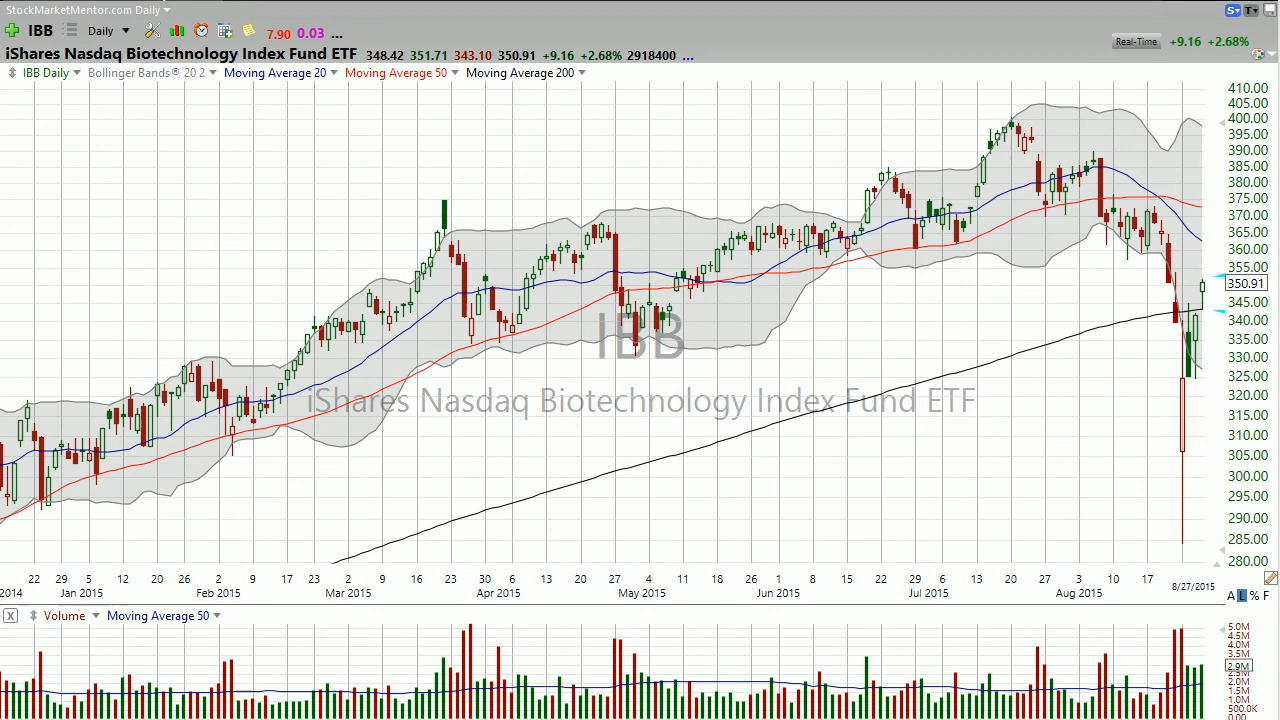 StockMarketMentor.com Daily
S T
IBB Daily 7.90 0.03 ...
Real-Time +9.16 +2.68%
iShares Nasdaq Biotechnology Index Fund ETF 348.42 351.71 343.10 350.91 +9.16 +2.68% 2918400 ...
IBB Daily Bollinger Bands® 20 2 Moving Average 20 Moving Average 50 Moving Average 200
410.00
405.00
400.00
395.00
390.00
385.00
380.00
375.00
370.00
365.00
360.00
355.00
350.91
345.00
340.00
335.00
330.00
325.00
320.00
315.00
310.00
305.00
300.00
295.00
290.00
285.00
280.00
IBB
iShares Nasdaq Biotechnology Index Fund ETF
22 29 5 12 20 26 2 9 17 23 2 9 16 23 30 6 13 20 27 4 11 18 26 1 8 15 22 29 6 13 20 27 3 10 17
2014 Jan 2015 Feb 2015 Mar 2015 Apr 2015 May 2015 Jun 2015 Jul 2015 Aug 2015 8/27/2015
A L % F
X Volume Moving Average 50
5.0M
4.5M
4.0M
3.5M
2.9M
2.5M
2.0M
1.5M
1.0M
500.0K
0.00